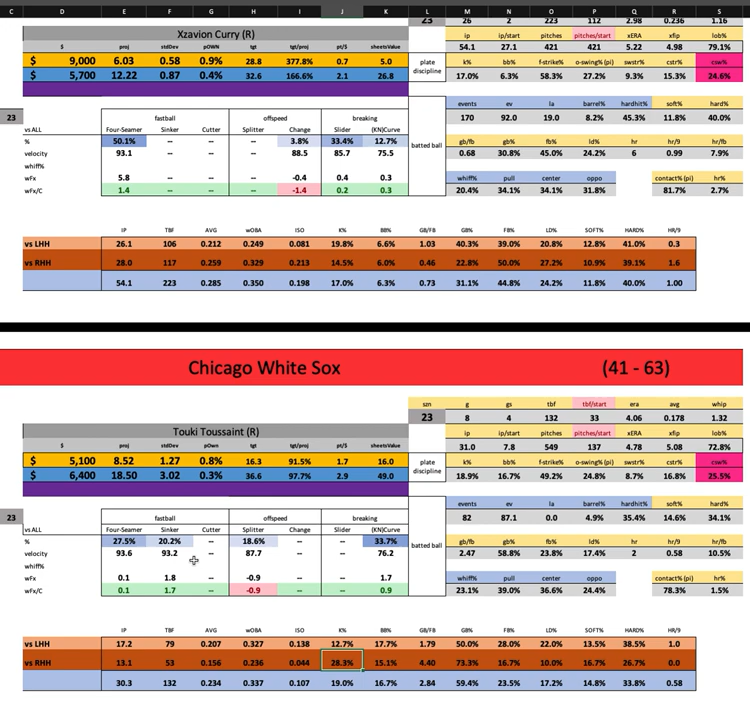 C D E F G H I J K L M N O P Q R S
23 26 2 223 112 2.98 0.236 1.16
Xzavion Curry (R) ip ip/start pitches pitches/start xERA xfip lob%
$ proj stdDev pOWN tgt tgt/proj pt/$ sheetsValue 54.1 27.1 421 421 5.22 4.98 79.1%
$ 9,000 6.03 0.58 0.9% 28.8 377.8% 0.7 5.0 plate discipline k% bb% f-strike% o-swing% (pi) swstr% cstr% csw%
$ 5,700 12.22 0.87 0.4% 32.6 166.6% 2.1 26.8 17.0% 6.3% 58.3% 27.2% 9.3% 15.3% 24.6%
events ev la barrel% hardhit% soft% hard%
23 fastball offspeed breaking 170 92.0 19.0 8.2% 45.3% 11.8% 40.0%
vs ALL Four-Seamer Sinker Cutter Splitter Change Slider (KN)Curve
% 50.1% -- -- -- 3.8% 33.4% 12.7% batted ball gb/fb gb% fb% ld% hr hr/9 hr/fb
velocity 93.1 -- -- -- 88.5 85.7 75.5 0.68 30.8% 45.0% 24.2% 6 0.99 7.9%
whiff%
wFx 5.8 -- -- -- -0.4 0.4 0.3 whiff% pull center oppo contact% (pi) hr%
wFx/C 1.4 -- -- -- -1.4 0.2 0.3 20.4% 34.1% 34.1% 31.8% 81.7% 2.7%
IP TBF AVG wOBA ISO K% BB% GB/FB GB% FB% LD% SOFT% HARD% HR/9
vs LHH 26.1 106 0.212 0.249 0.081 19.8% 6.6% 1.03 40.3% 39.0% 20.8% 12.8% 41.0% 0.3
vs RHH 28.0 117 0.259 0.329 0.213 14.5% 6.0% 0.46 22.8% 50.0% 27.2% 10.9% 39.1% 1.6
54.1 223 0.285 0.350 0.198 17.0% 6.3% 0.73 31.1% 44.8% 24.2% 11.8% 40.0% 1.00
Chicago White Sox (41 - 63)
szn g gs tbf tbf/start era avg whip
23 8 4 132 33 4.06 0.178 1.32
Touki Toussaint (R) ip ip/start pitches pitches/start xERA xfip lob%
$ proj stdDev pOwn tgt tgt/proj pt/$ sheetsValue 31.0 7.8 549 137 4.78 5.08 72.8%
$ 5,100 8.52 1.27 0.8% 16.3 91.5% 1.7 16.0 plate discipline k% bb% f-strike% o-swing% (pi) swstr% cstr% csw%
$ 6,400 18.50 3.02 0.3% 36.6 97.7% 2.9 49.0 18.9% 16.7% 49.2% 24.8% 8.7% 16.8% 25.5%
events ev la barrel% hardhit% soft% hard%
23 fastball offspeed breaking 82 87.1 0.0 4.9% 35.4% 14.6% 34.1%
vs ALL Four-Seamer Sinker Cutter Splitter Change Slider (KN)Curve
% 27.5% 20.2% -- 18.6% -- -- 33.7% batted ball gb/fb gb% fb% ld% hr hr/9 hr/fb
velocity 93.6 93.2 -- 87.7 -- -- 76.2 2.47 58.8% 23.8% 17.4% 2 0.58 10.5%
whiff%
wFx 0.1 1.8 -- -0.9 -- -- 1.7 whiff% pull center oppo contact% (pi) hr%
wFx/C 0.1 1.7 -- -0.9 -- -- 0.9 23.1% 39.0% 36.6% 24.4% 78.3% 1.5%
IP TBF AVG wOBA ISO K% BB% GB/FB GB% FB% LD% SOFT% HARD% HR/9
vs LHH 17.2 79 0.207 0.327 0.138 12.7% 17.7% 1.79 50.0% 28.0% 22.0% 13.5% 38.5% 1.0
vs RHH 13.1 53 0.156 0.236 0.044 28.3% 15.1% 4.40 73.3% 16.7% 10.0% 16.7% 26.7% 0.0
30.3 132 0.234 0.337 0.107 19.0% 16.7% 2.84 59.4% 23.5% 17.2% 14.8% 33.8% 0.58